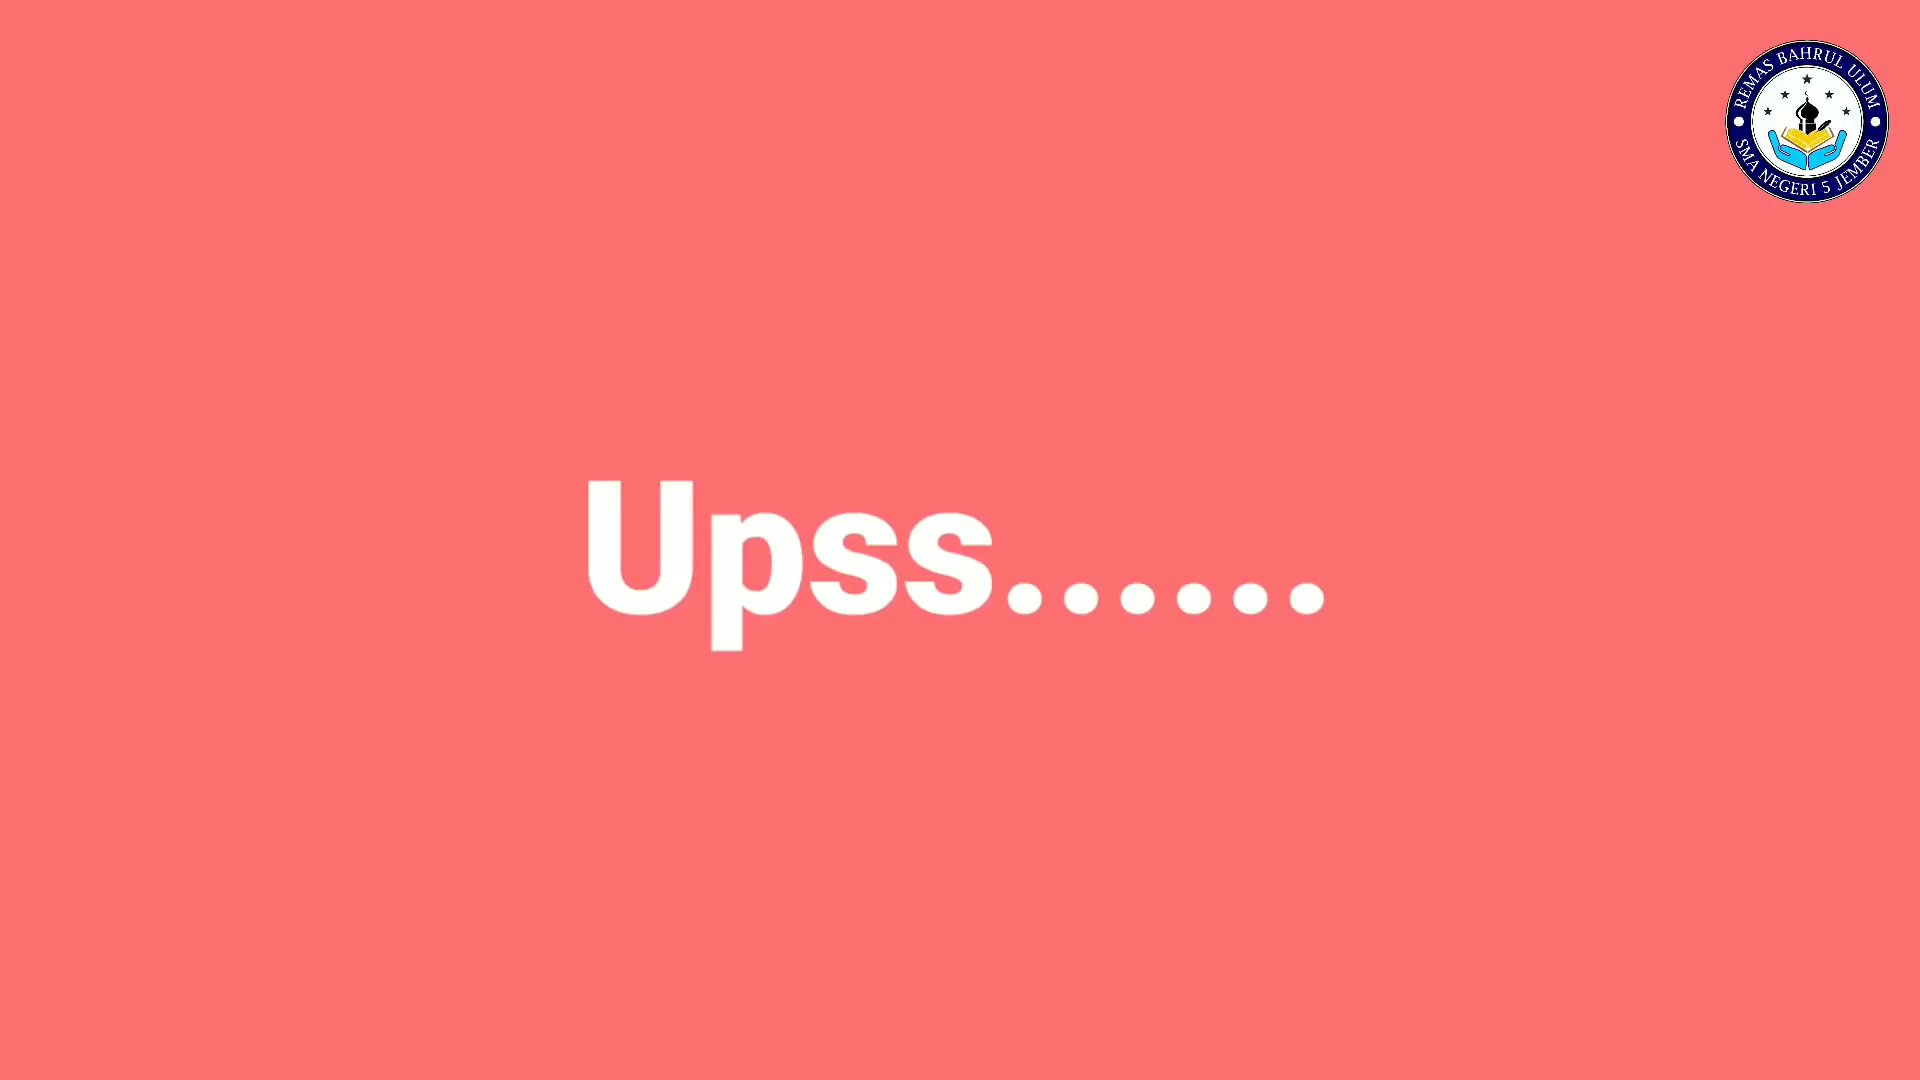 REMAS BAHRUL ULUM
SMA NEGERI 5 JEMBER
Upss......